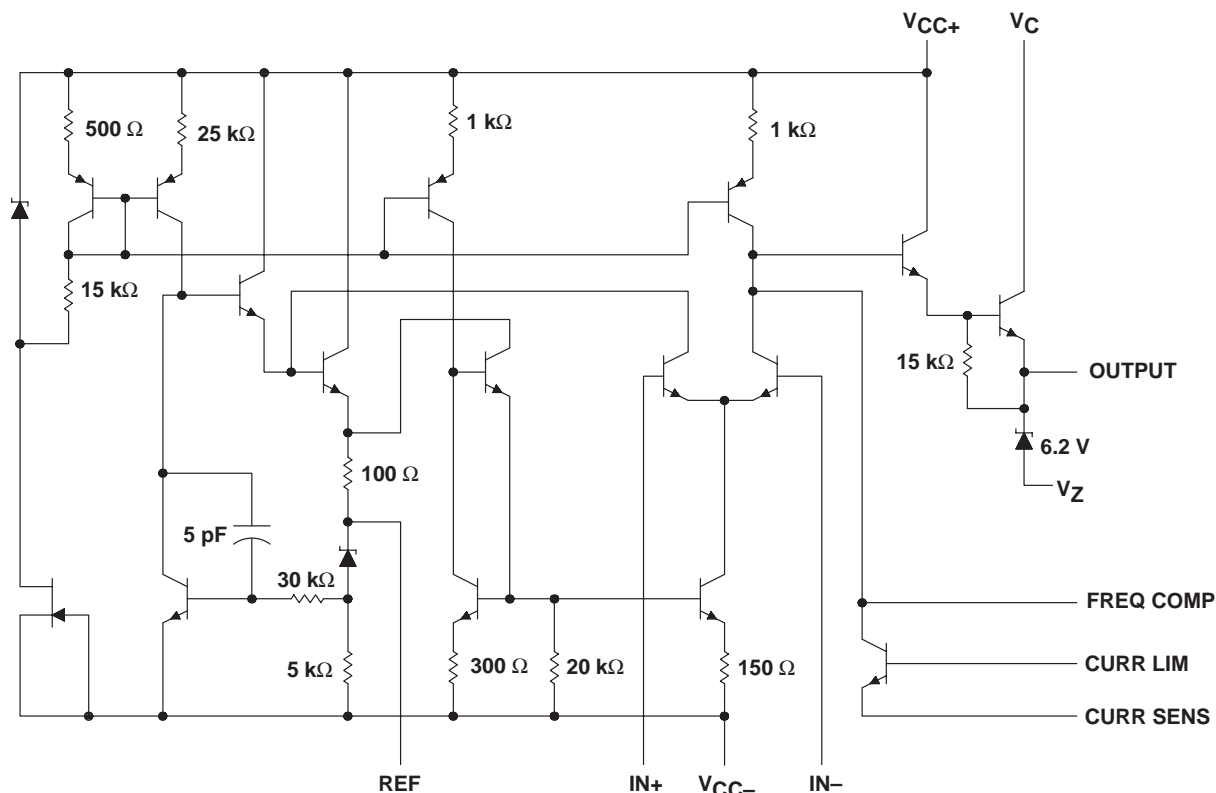 VCC+
VC
500 Ω
25 kΩ
1 kΩ
1 kΩ
15 kΩ
15 kΩ
OUTPUT
6.2 V
VZ
100 Ω
5 pF
30 kΩ
FREQ COMP
5 kΩ
300 Ω
20 kΩ
150 Ω
CURR LIM
CURR SENS
REF
IN+
VCC–
IN–